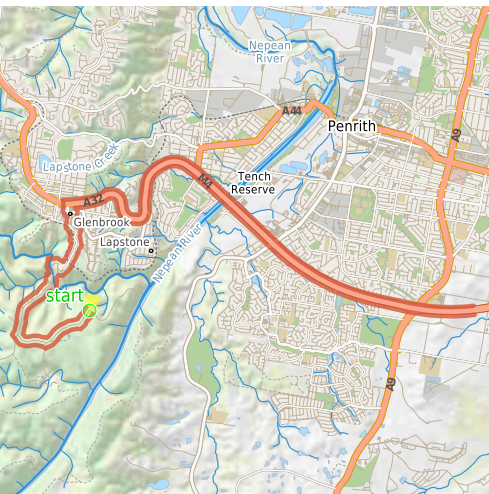 Nepean
River
A44
Penrith
A9
Lapstone Creek
M4
Tench
Reserve
A32
Glenbrook
Lapstone
Nepean River
start
A9